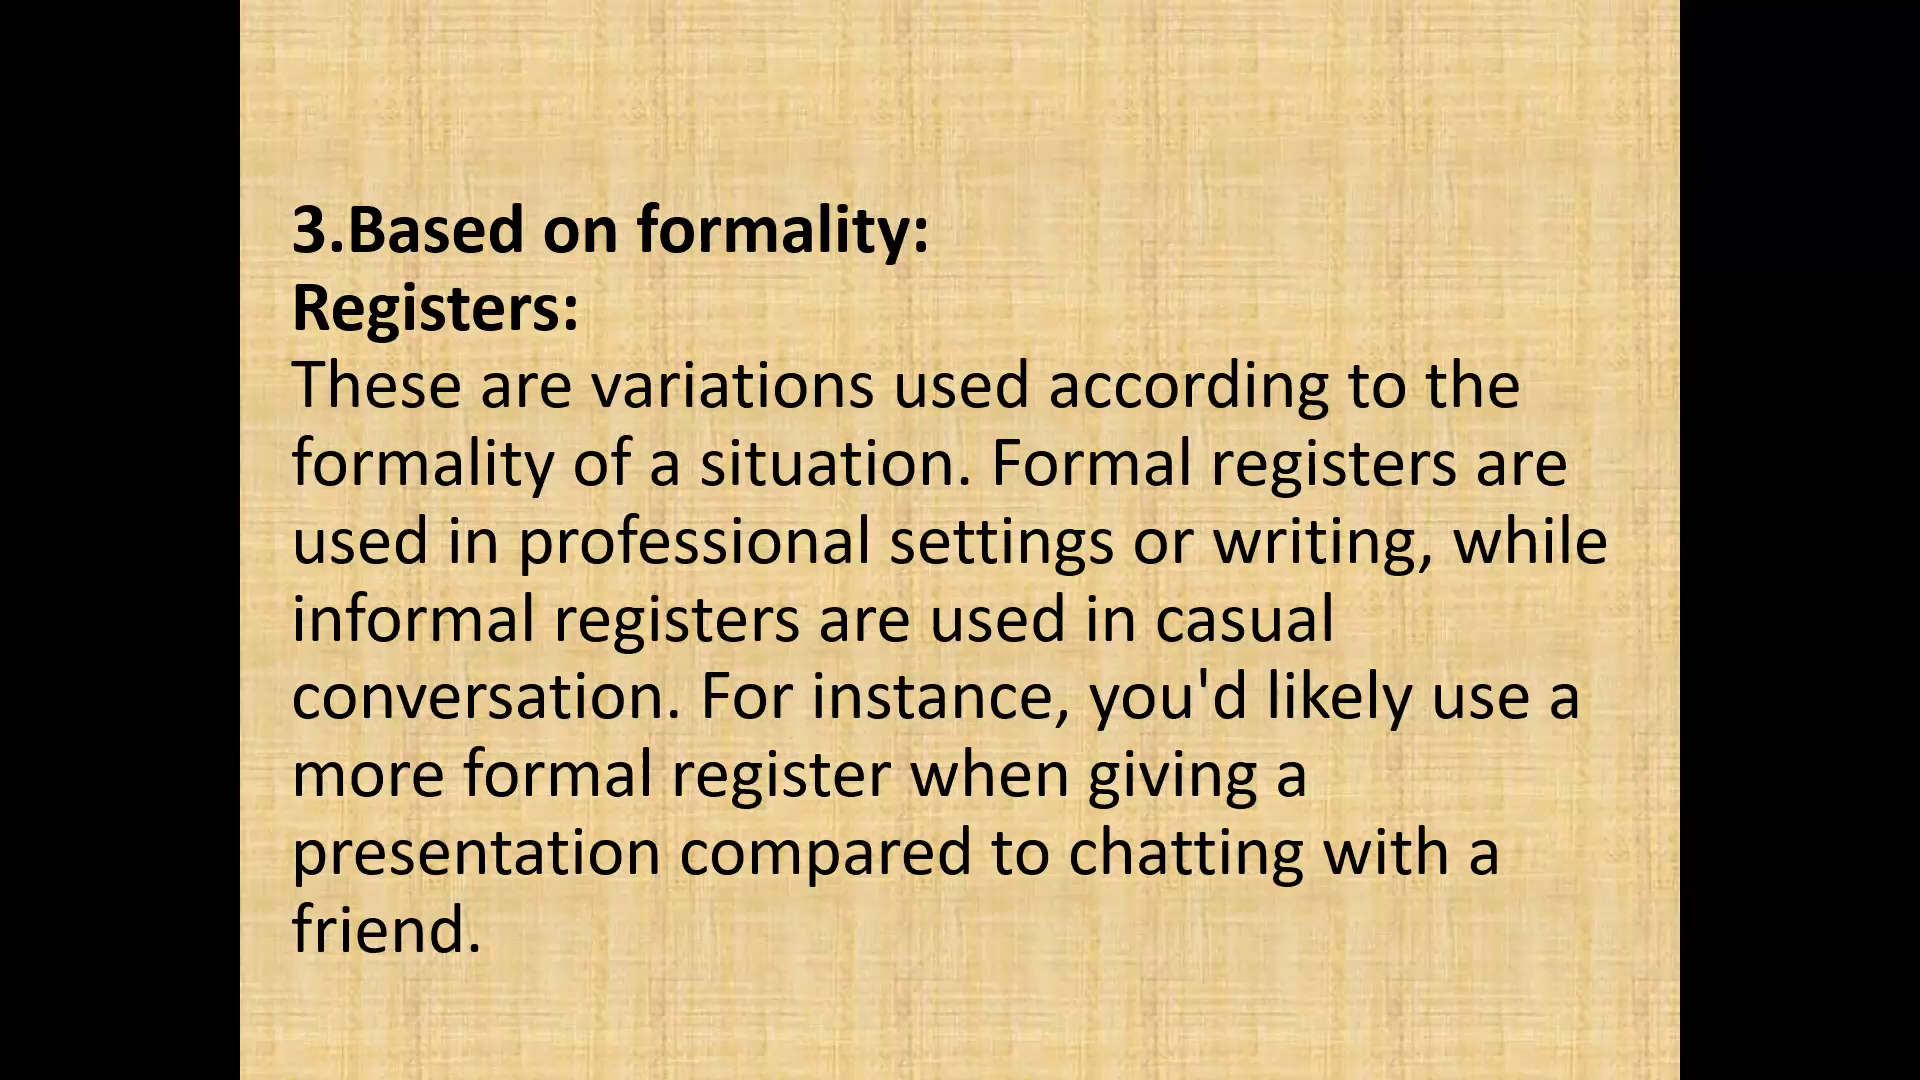 3.Based on formality:
Registers:
These are variations used according to the
formality of a situation. Formal registers are
used in professional settings or writing, while
informal registers are used in casual
conversation. For instance, you'd likely use a
more formal register when giving a
presentation compared to chatting with a
friend.